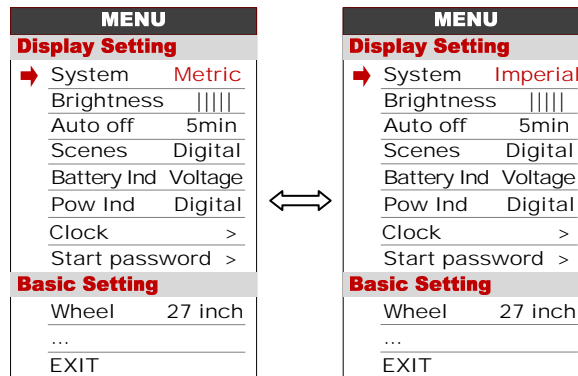 MENU
Display Setting
System Metric
Brightness |||||
Auto off 5min
Scenes Digital
Battery Ind Voltage
Pow Ind Digital
Clock >
Start password >
Basic Setting
Wheel 27 inch
...
EXIT
MENU
Display Setting
System Imperial
Brightness |||||
Auto off 5min
Scenes Digital
Battery Ind Voltage
Pow Ind Digital
Clock >
Start password >
Basic Setting
Wheel 27 inch
...
EXIT